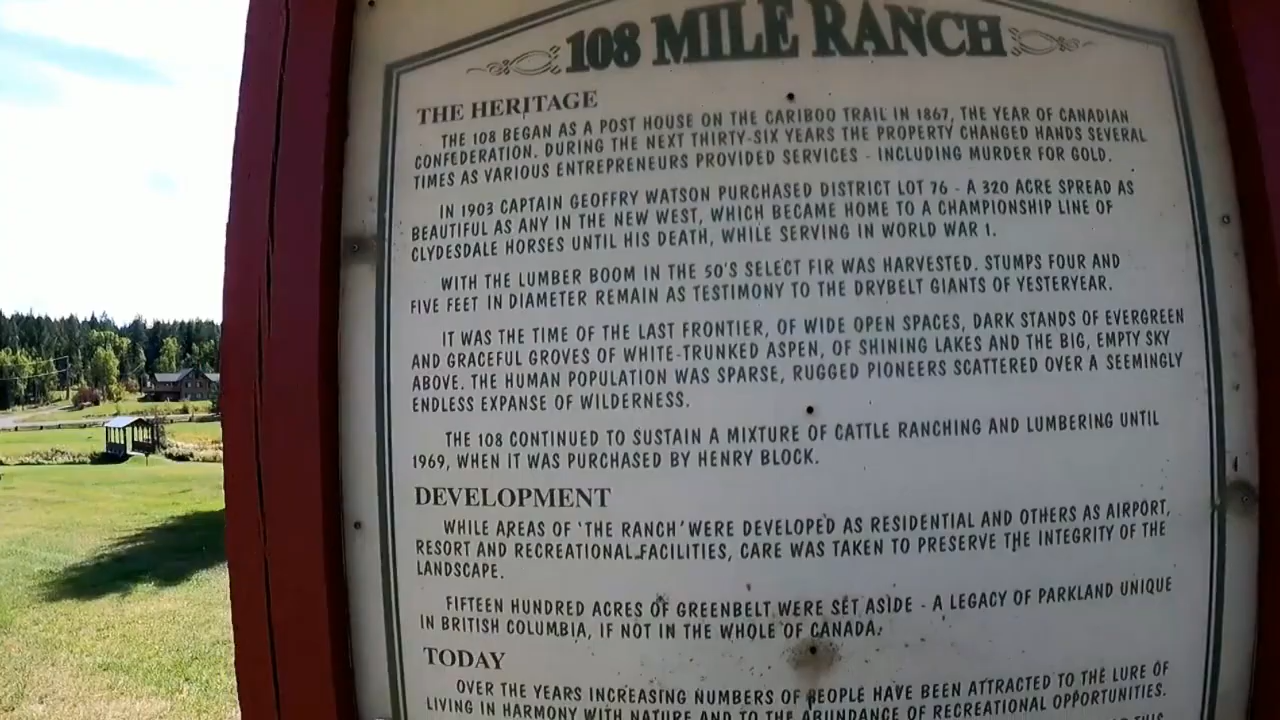 108 MILE RANCH
THE HERITAGE
THE 108 BEGAN AS A POST HOUSE ON THE CARIBOO TRAIL IN 1867, THE YEAR OF CANADIAN
CONFEDERATION. DURING THE NEXT THIRTY-SIX YEARS THE PROPERTY CHANGED HANDS SEVERAL
TIMES AS VARIOUS ENTREPRENEURS PROVIDED SERVICES - INCLUDING MURDER FOR GOLD.
IN 1903 CAPTAIN GEOFFRY WATSON PURCHASED DISTRICT LOT 76 - A 320 ACRE SPREAD AS
BEAUTIFUL AS ANY IN THE NEW WEST, WHICH BECAME HOME TO A CHAMPIONSHIP LINE OF
CLYDESDALE HORSES UNTIL HIS DEATH, WHILE SERVING IN WORLD WAR 1.
WITH THE LUMBER BOOM IN THE 50'S SELECT FIR WAS HARVESTED. STUMPS FOUR AND
FIVE FEET IN DIAMETER REMAIN AS TESTIMONY TO THE DRYBELT GIANTS OF YESTERYEAR.
IT WAS THE TIME OF THE LAST FRONTIER, OF WIDE OPEN SPACES, DARK STANDS OF EVERGREEN
AND GRACEFUL GROVES OF WHITE-TRUNKED ASPEN, OF SHINING LAKES AND THE BIG, EMPTY SKY
ABOVE. THE HUMAN POPULATION WAS SPARSE, RUGGED PIONEERS SCATTERED OVER A SEEMINGLY
ENDLESS EXPANSE OF WILDERNESS.
THE 108 CONTINUED TO SUSTAIN A MIXTURE OF CATTLE RANCHING AND LUMBERING UNTIL
1969, WHEN IT WAS PURCHASED BY HENRY BLOCK.
DEVELOPMENT
WHILE AREAS OF 'THE RANCH' WERE DEVELOPED AS RESIDENTIAL AND OTHERS AS AIRPORT,
RESORT AND RECREATIONAL FACILITIES, CARE WAS TAKEN TO PRESERVE THE INTEGRITY OF THE
LANDSCAPE.
FIFTEEN HUNDRED ACRES OF GREENBELT WERE SET ASIDE - A LEGACY OF PARKLAND UNIQUE
IN BRITISH COLUMBIA, IF NOT IN THE WHOLE OF CANADA.
TODAY
OVER THE YEARS INCREASING NUMBERS OF PEOPLE HAVE BEEN ATTRACTED TO THE LURE OF
LIVING IN HARMONY WITH NATURE AND TO THE ABUNDANCE OF RECREATIONAL OPPORTUNITIES.